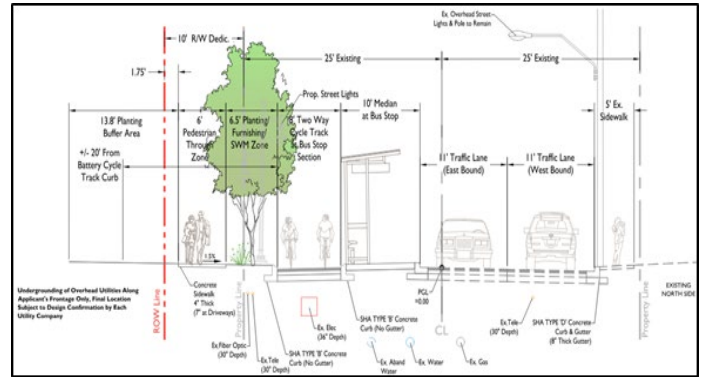 Ex. Overhead Street
Lights & Pole to Remain
10' R/W Dedic.
25' Existing
25' Existing
1.75'
Prop. Street Lights
13.8' Planting
Buffer Area
6'
Pedestrian
Through
Zone
6.5' Planting/
Furnishing/
SWM Zone
8' Two Way
Cycle Track
at Bus Stop
Section
10' Median
at Bus Stop
5' Ex.
Sidewalk
+/- 20' From
Battery Cycle
Track Curb
11' Traffic Lane
(East Bound)
11' Traffic Lane
(West Bound)
1.5%
Undergrounding of Overhead Utilities Along
Applicant's Frontage Only, Final Location
Subject to Design Confirmation by Each
Utility Company
ROW Line
Concrete
Sidewalk
4" Thick
(7" at Driveways)
Property Line
Ex.Fiber Optic
(30" Depth)
Ex.Tele
(30" Depth)
SHA TYPE 'B' Concrete
Curb (No Gutter)
Ex. Elec
(36" Depth)
SHA TYPE 'B' Concrete
Curb (No Gutter)
Ex. Aband
Water
Ex. Water
Ex. Gas
PGL
+0.00
CL
Ex.Tele
(30" Depth)
SHA TYPE 'D' Concrete
Curb & Gutter
(8" Thick Gutter)
Property Line
EXISTING
NORTH SIDE